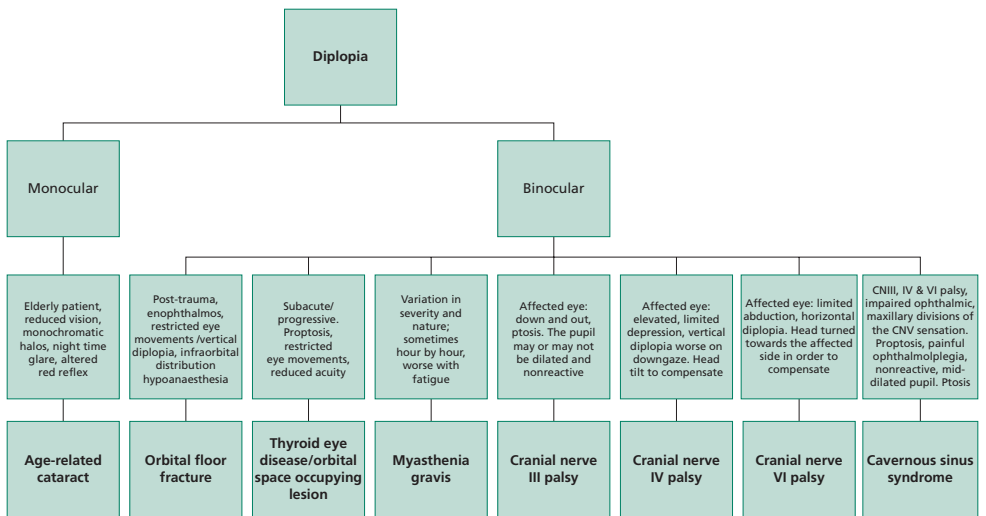 Diplopia
Monocular
Binocular
Elderly patient,
reduced vision,
monochromatic
halos, night time
glare, altered
red reflex
Post-trauma,
enophthalmos,
restricted eye
movements /vertical
diplopia, infraorbital
distribution
hypoanaesthesia
Subacute/
progressive.
Proptosis,
restricted
eye movements,
reduced acuity
Variation in
severity and
nature;
sometimes
hour by hour,
worse with
fatigue
Affected eye:
down and out,
ptosis. The pupil
may or may not
be dilated and
nonreactive
Affected eye:
elevated, limited
depression, vertical
diplopia worse on
downgaze. Head
tilt to compensate
Affected eye: limited
abduction, horizontal
diplopia. Head turned
towards the affected
side in order to
compensate
CNIII, IV & VI palsy,
impaired ophthalmic,
maxillary divisions of
the CNV sensation.
Proptosis, painful
ophthalmolplegia,
nonreactive, mid-
dilated pupil. Ptosis
Age-related
cataract
Orbital floor
fracture
Thyroid eye
disease/orbital
space occupying
lesion
Myasthenia
gravis
Cranial nerve
III palsy
Cranial nerve
IV palsy
Cranial nerve
VI palsy
Cavernous sinus
syndrome